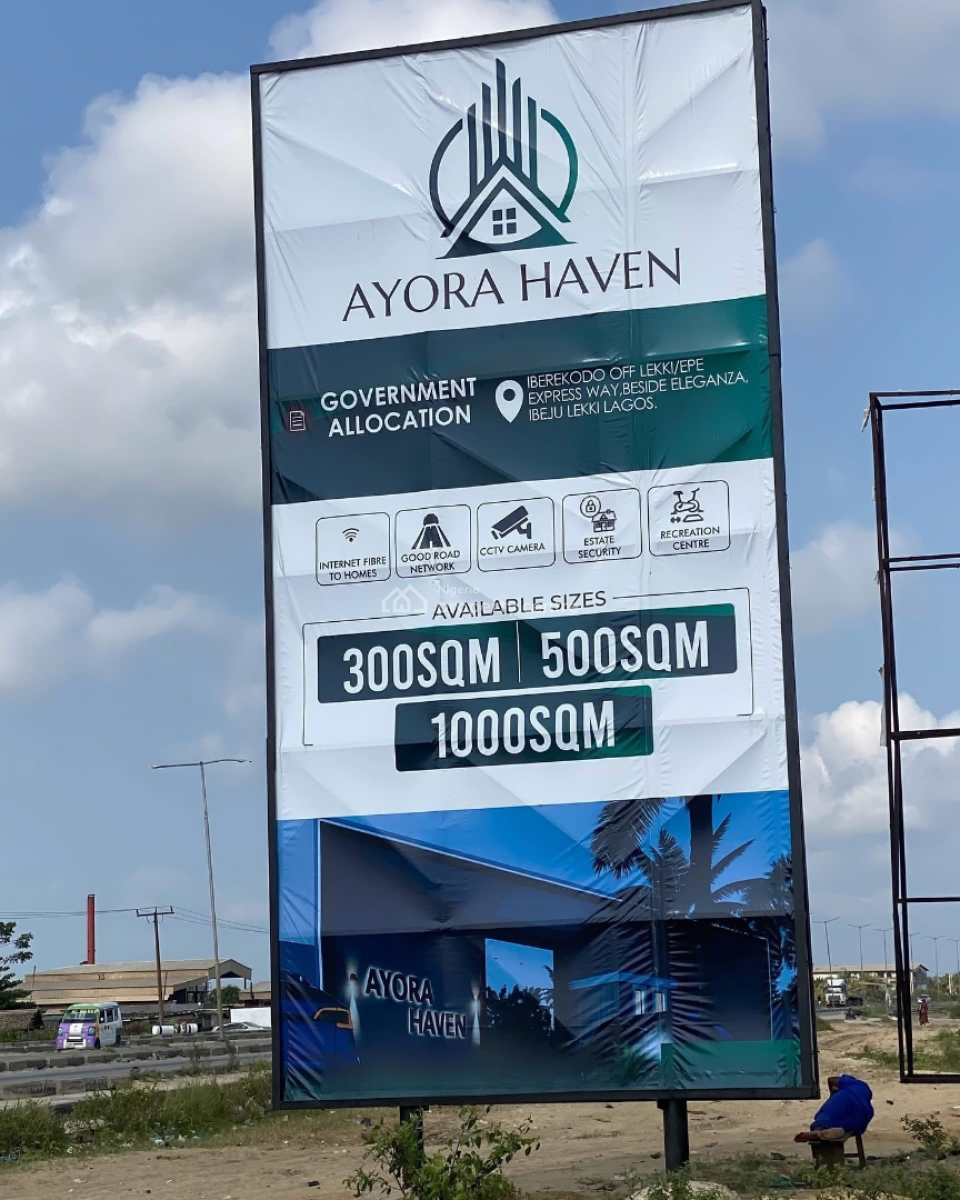 AYORA HAVEN
GOVERNMENT
ALLOCATION
IBEREKODO OFF LEKKI/EPE
EXPRESS WAY,BESIDE ELEGANZA,
IBEJU LEKKI LAGOS.
INTERNET FIBRE
TO HOMES
GOOD ROAD
NETWORK
CCTV CAMERA
ESTATE
SECURITY
RECREATION
CENTRE
Nigeria
AVAILABLE SIZES
300SQM
500SQM
1000SQM
AYORA
HAVEN